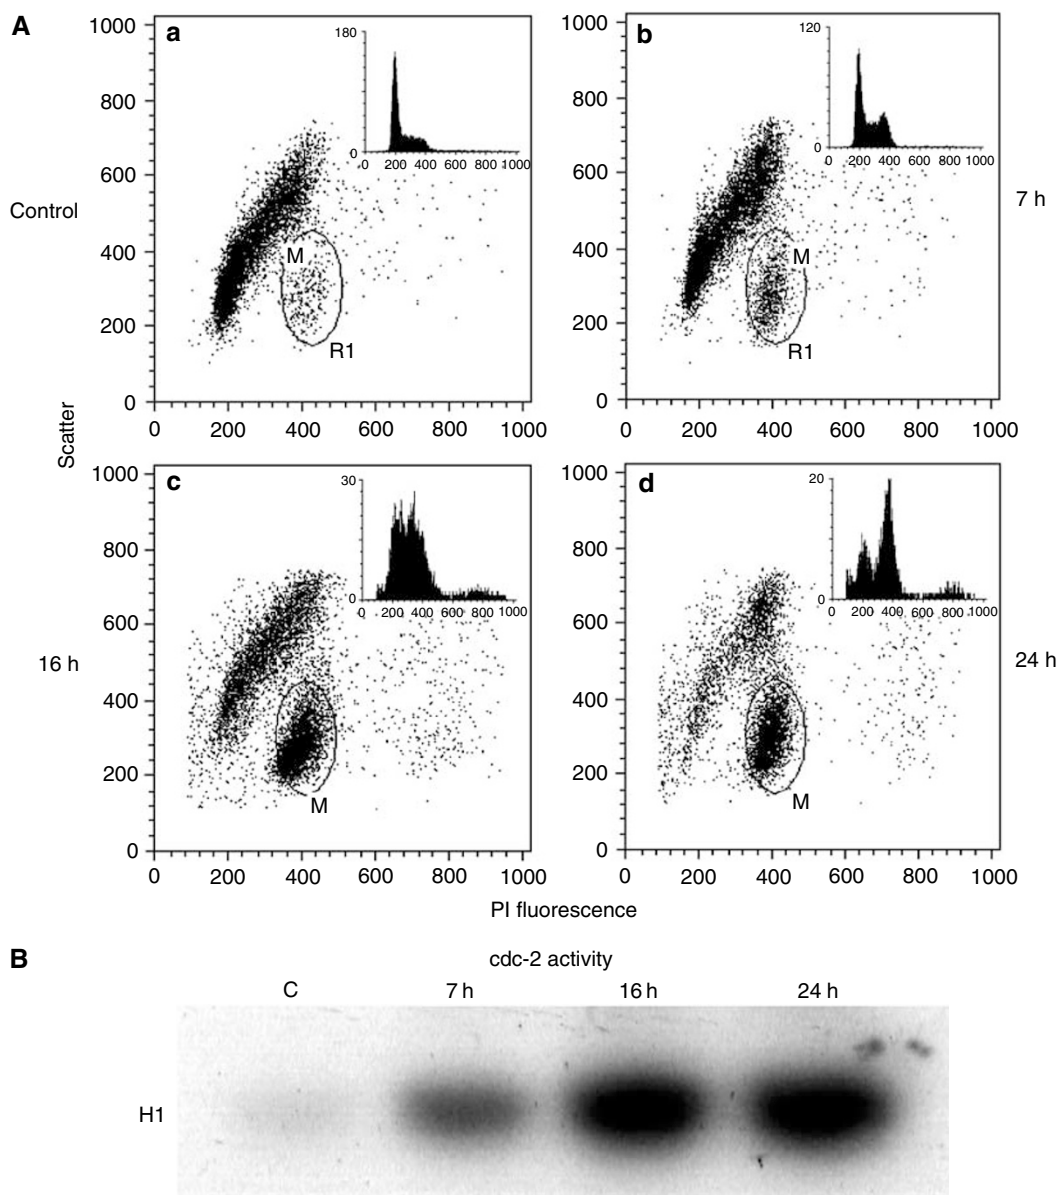 A
a
1000
800
600
400
200
0
0 200 400 600 800 1000
180
0
0 200 400 600 800 1000
M
R1
Control
b
1000
800
600
400
200
0
0 200 400 600 800 1000
120
0
0 200 400 600 800 1000
M
R1
7 h
Scatter
c
1000
800
600
400
200
0
0 200 400 600 800 1000
30
0
0 200 400 600 800 1000
M
16 h
d
1000
800
600
400
200
0
0 200 400 600 800 1000
20
0
0 200 400 600 800 1000
M
24 h
PI fluorescence
B
cdc-2 activity
C 7 h 16 h 24 h
H1